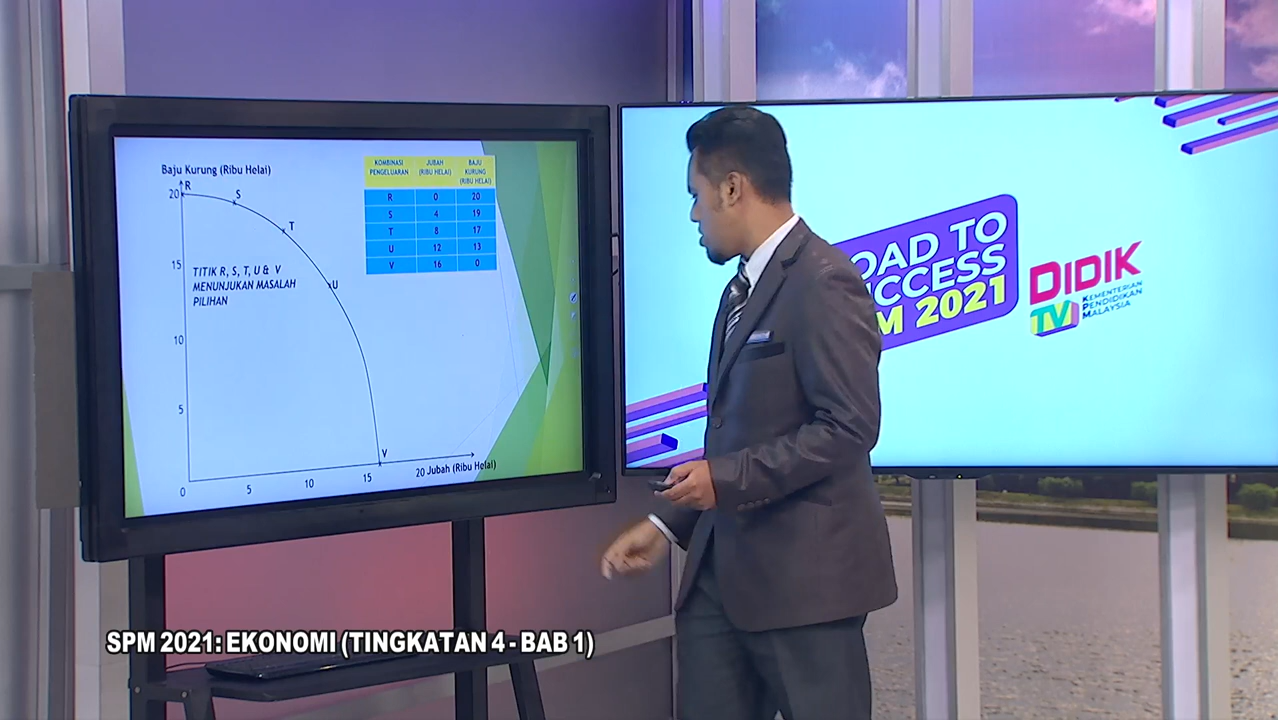 Baju Kurung (Ribu Helai)
R
20
S
T
15
TITIK R, S, T, U & V
MENUNJUKAN MASALAH
PILIHAN
U
10
5
V
0
5
10
15
20 Jubah (Ribu Helai)
KOMBINASI PENGELUARAN JUBAH (RIBU HELAI) BAJU KURUNG (RIBU HELAI)
R 0 20
S 4 19
T 8 17
U 12 13
V 16 0
OAD TO
CCESS
M 2021
DIDIK
TV
KEMENTERIAN
PENDIDIKAN
MALAYSIA
SPM 2021: EKONOMI (TINGKATAN 4 - BAB 1)